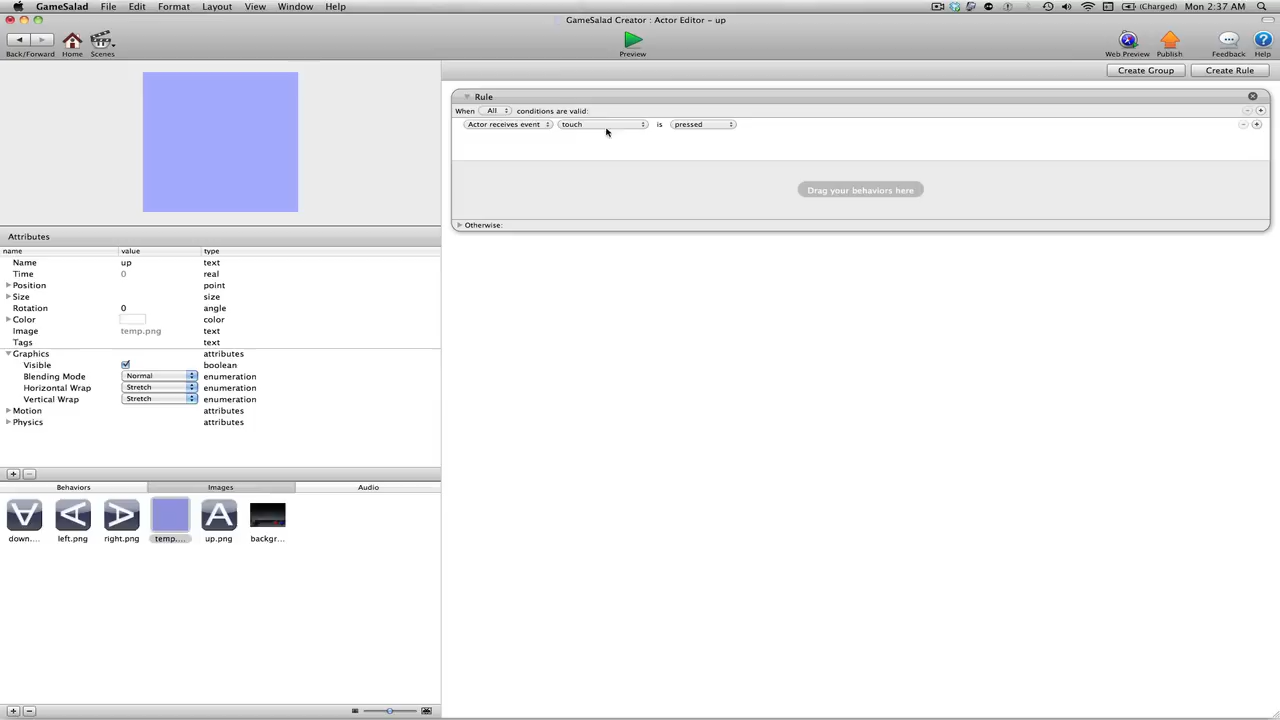 GameSalad File Edit Format Layout View Window Help (Charged) Mon 2:37 AM
GameSalad Creator : Actor Editor – up
Back/Forward Home Scenes Preview Web Preview Publish Feedback Help
Create Group Create Rule
Rule
When All conditions are valid:
Actor receives event touch is pressed
Drag your behaviors here
Otherwise:
Attributes
name value type
Name up text
Time 0 real
Position point
Size size
Rotation 0 angle
Color color
Image temp.png text
Tags text
Graphics attributes
Visible boolean
Blending Mode Normal enumeration
Horizontal Wrap Stretch enumeration
Vertical Wrap Stretch enumeration
Motion attributes
Physics attributes
Behaviors Images Audio
down.... left.png right.png temp.... up.png backgr...